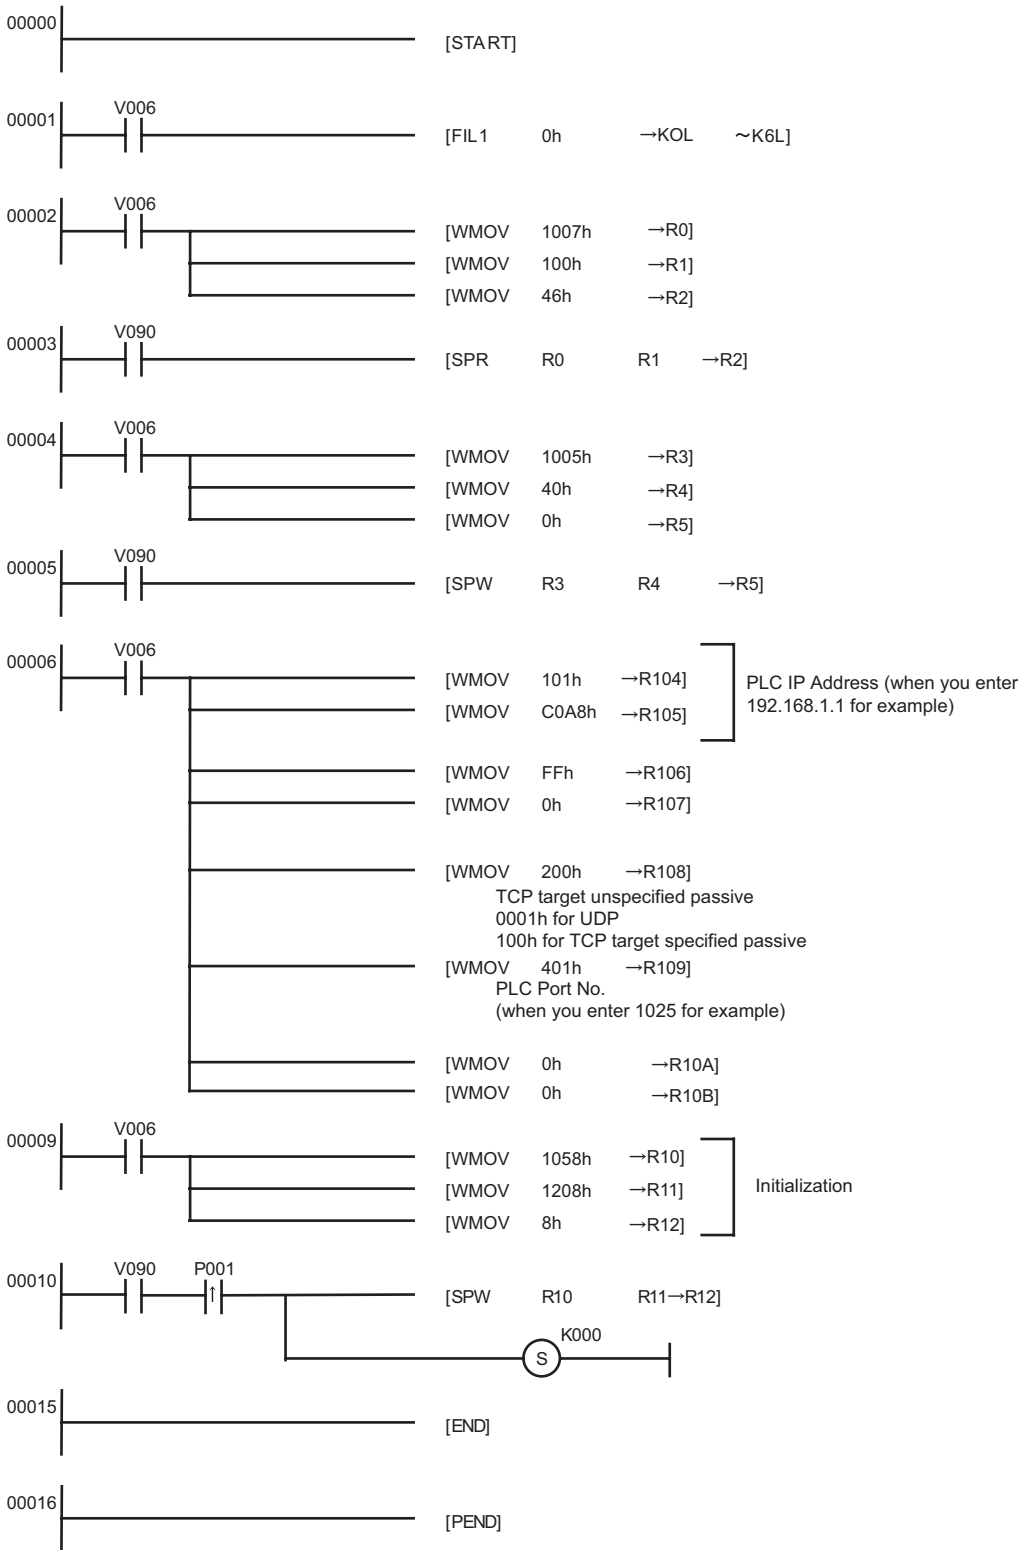 00000
[START]
V006
00001
[FIL1 0h →KOL ～K6L]
V006
00002
[WMOV 1007h →R0]
[WMOV 100h →R1]
[WMOV 46h →R2]
V090
00003
[SPR R0 R1 →R2]
V006
00004
[WMOV 1005h →R3]
[WMOV 40h →R4]
[WMOV 0h →R5]
V090
00005
[SPW R3 R4 →R5]
V006
00006
[WMOV 101h →R104]
[WMOV C0A8h →R105]
PLC IP Address (when you enter
192.168.1.1 for example)
[WMOV FFh →R106]
[WMOV 0h →R107]
[WMOV 200h →R108]
TCP target unspecified passive
0001h for UDP
100h for TCP target specified passive
[WMOV 401h →R109]
PLC Port No.
(when you enter 1025 for example)
[WMOV 0h →R10A]
[WMOV 0h →R10B]
V006
00009
[WMOV 1058h →R10]
[WMOV 1208h →R11]
[WMOV 8h →R12]
Initialization
V090 P001
00010
↑
[SPW R10 R11→R12]
K000
S
00015
[END]
00016
[PEND]